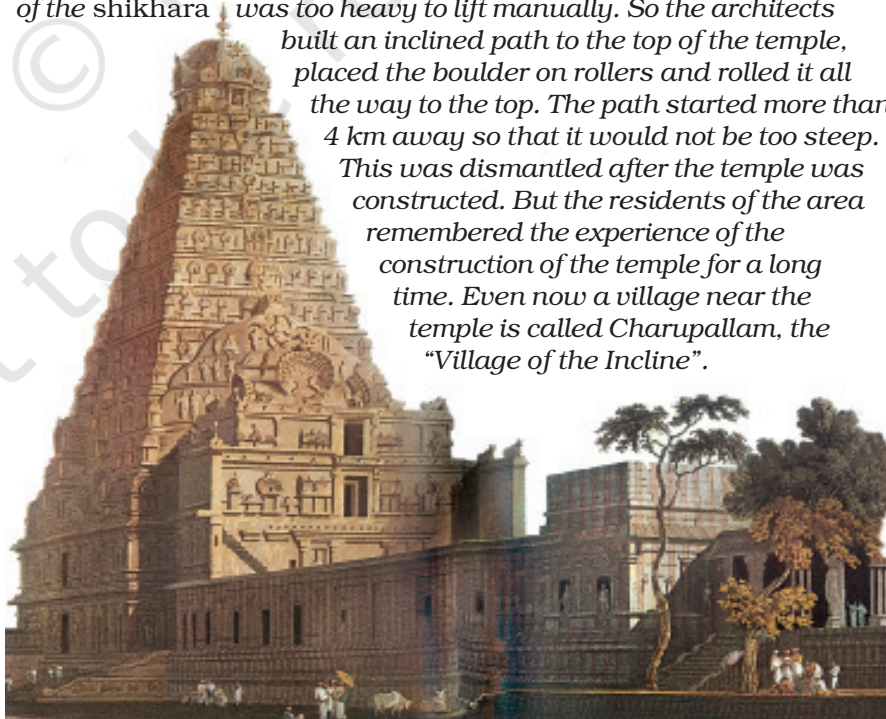 of the shikhara was too heavy to lift manually. So the architects
built an inclined path to the top of the temple,
placed the boulder on rollers and rolled it all
the way to the top. The path started more than
4 km away so that it would not be too steep.
This was dismantled after the temple was
constructed. But the residents of the area
remembered the experience of the
construction of the temple for a long
time. Even now a village near the
temple is called Charupallam, the
“Village of the Incline”.
©
to b